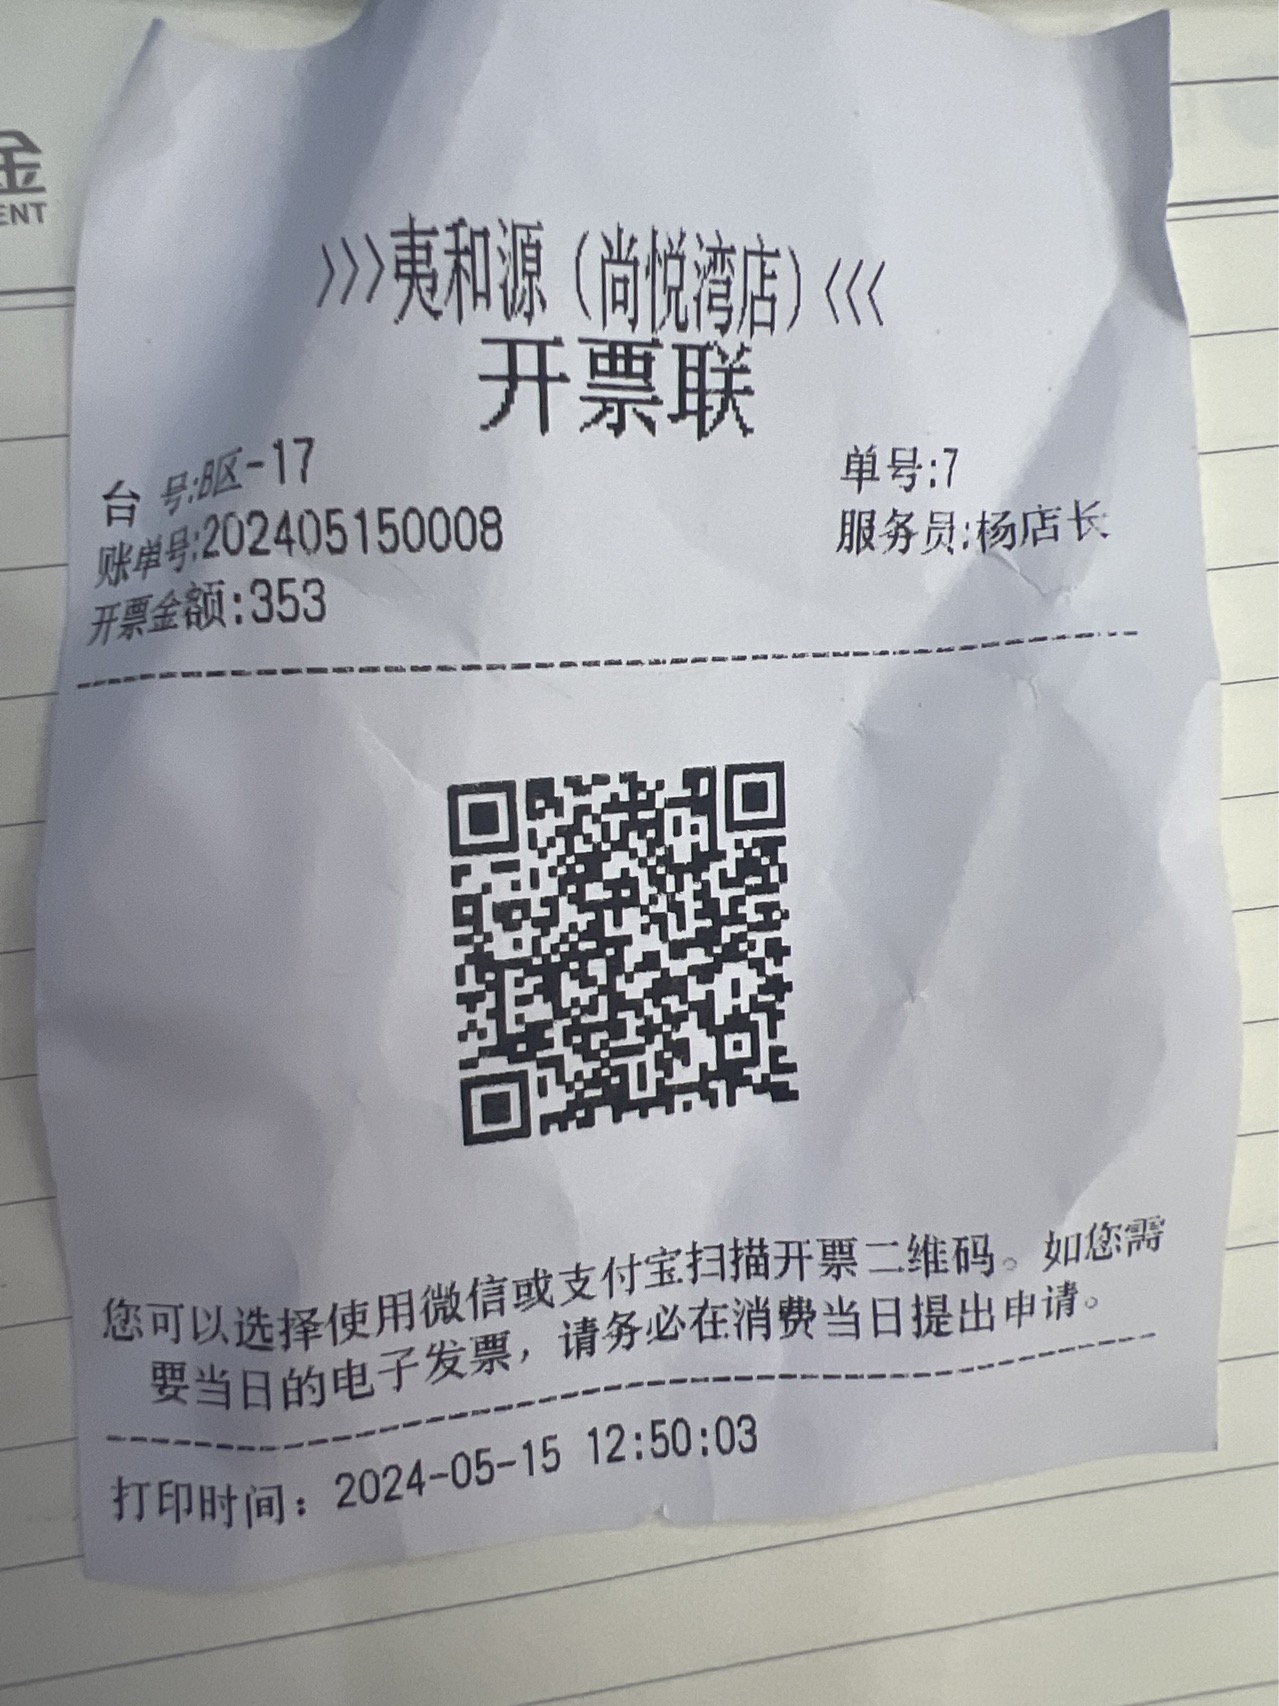 金
ENT
>>>夷和源（尚悦湾店）<<<
开票联
台 号:B区-17 单号:7
账单号:202405150008 服务员:杨店长
开票金额:353
您可以选择使用微信或支付宝扫描开票二维码。如您需
要当日的电子发票，请务必在消费当日提出申请。
打印时间：2024-05-15 12:50:03